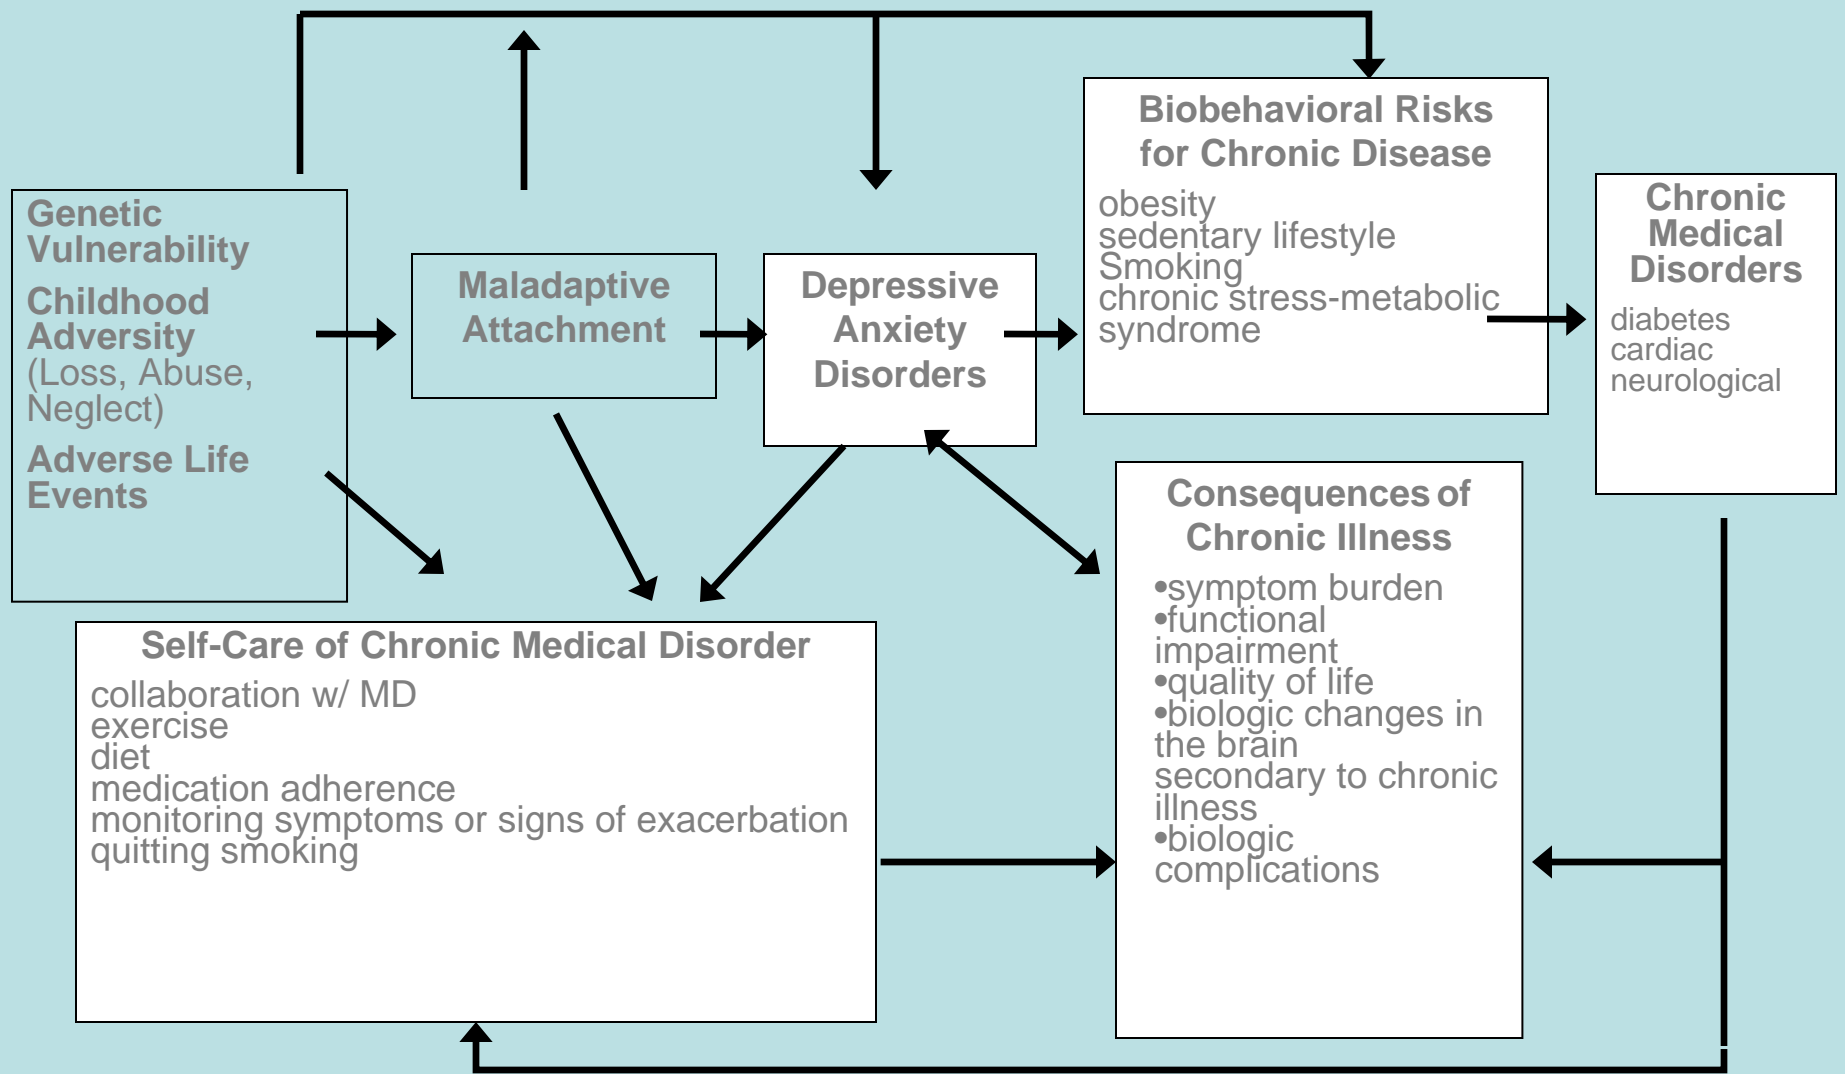 Genetic
Vulnerability
Childhood
Adversity
(Loss, Abuse,
Neglect)
Adverse Life
Events
Maladaptive
Attachment
Depressive
Anxiety
Disorders
Biobehavioral Risks
for Chronic Disease
obesity
sedentary lifestyle
Smoking
chronic stress-metabolic
syndrome
Chronic
Medical
Disorders
diabetes
cardiac
neurological
Self-Care of Chronic Medical Disorder
collaboration w/ MD
exercise
diet
medication adherence
monitoring symptoms or signs of exacerbation
quitting smoking
Consequences of
Chronic Illness
•symptom burden
•functional
impairment
•quality of life
•biologic changes in
the brain
secondary to chronic
illness
•biologic
complications